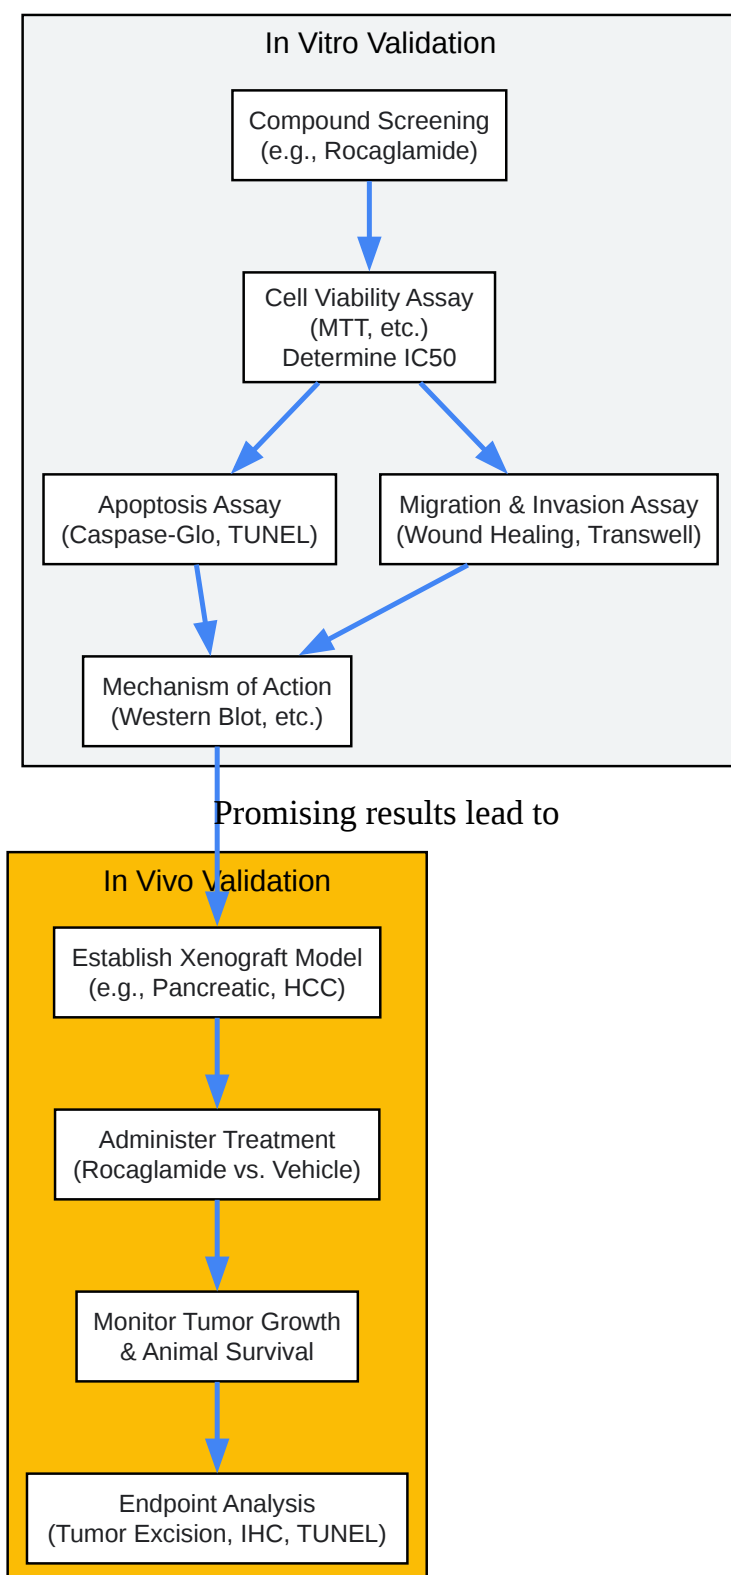 In Vitro Validation
Compound Screening
(e.g., Rocaglamide)
Cell Viability Assay
(MTT, etc.)
Determine IC50
Apoptosis Assay
(Caspase-Glo, TUNEL)
Migration & Invasion Assay
(Wound Healing, Transwell)
Mechanism of Action
(Western Blot, etc.)
Promising results lead to
In Vivo Validation
Establish Xenograft Model
(e.g., Pancreatic, HCC)
Administer Treatment
(Rocaglamide vs. Vehicle)
Monitor Tumor Growth
& Animal Survival
Endpoint Analysis
(Tumor Excision, IHC, TUNEL)